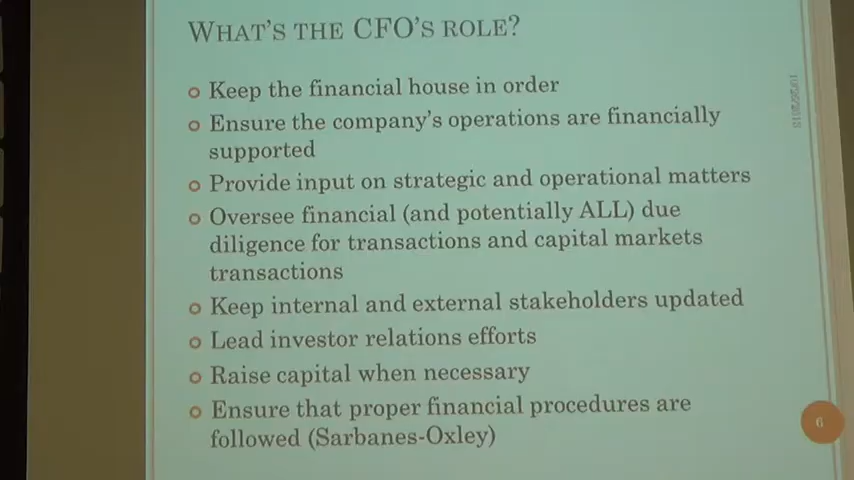 WHAT'S THE CFO'S ROLE?
Keep the financial house in order
Ensure the company's operations are financially
supported
Provide input on strategic and operational matters
Oversee financial (and potentially ALL) due
diligence for transactions and capital markets
transactions
Keep internal and external stakeholders updated
Lead investor relations efforts
Raise capital when necessary
Ensure that proper financial procedures are
followed (Sarbanes-Oxley)
6